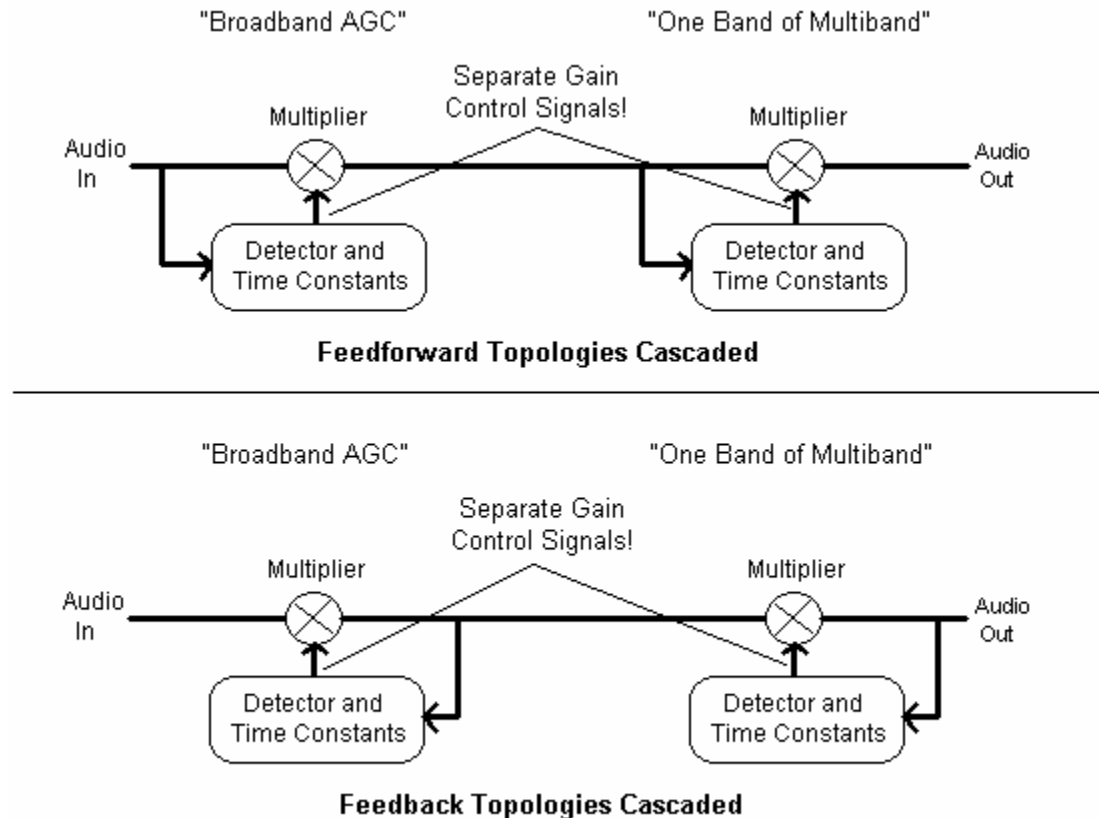 "Broadband AGC"
"One Band of Multiband"
Separate Gain
Control Signals!
Multiplier
Multiplier
Audio
In
Audio
Out
Detector and
Time Constants
Detector and
Time Constants
Feedforward Topologies Cascaded
"Broadband AGC"
"One Band of Multiband"
Separate Gain
Control Signals!
Multiplier
Multiplier
Audio
In
Audio
Out
Detector and
Time Constants
Detector and
Time Constants
Feedback Topologies Cascaded